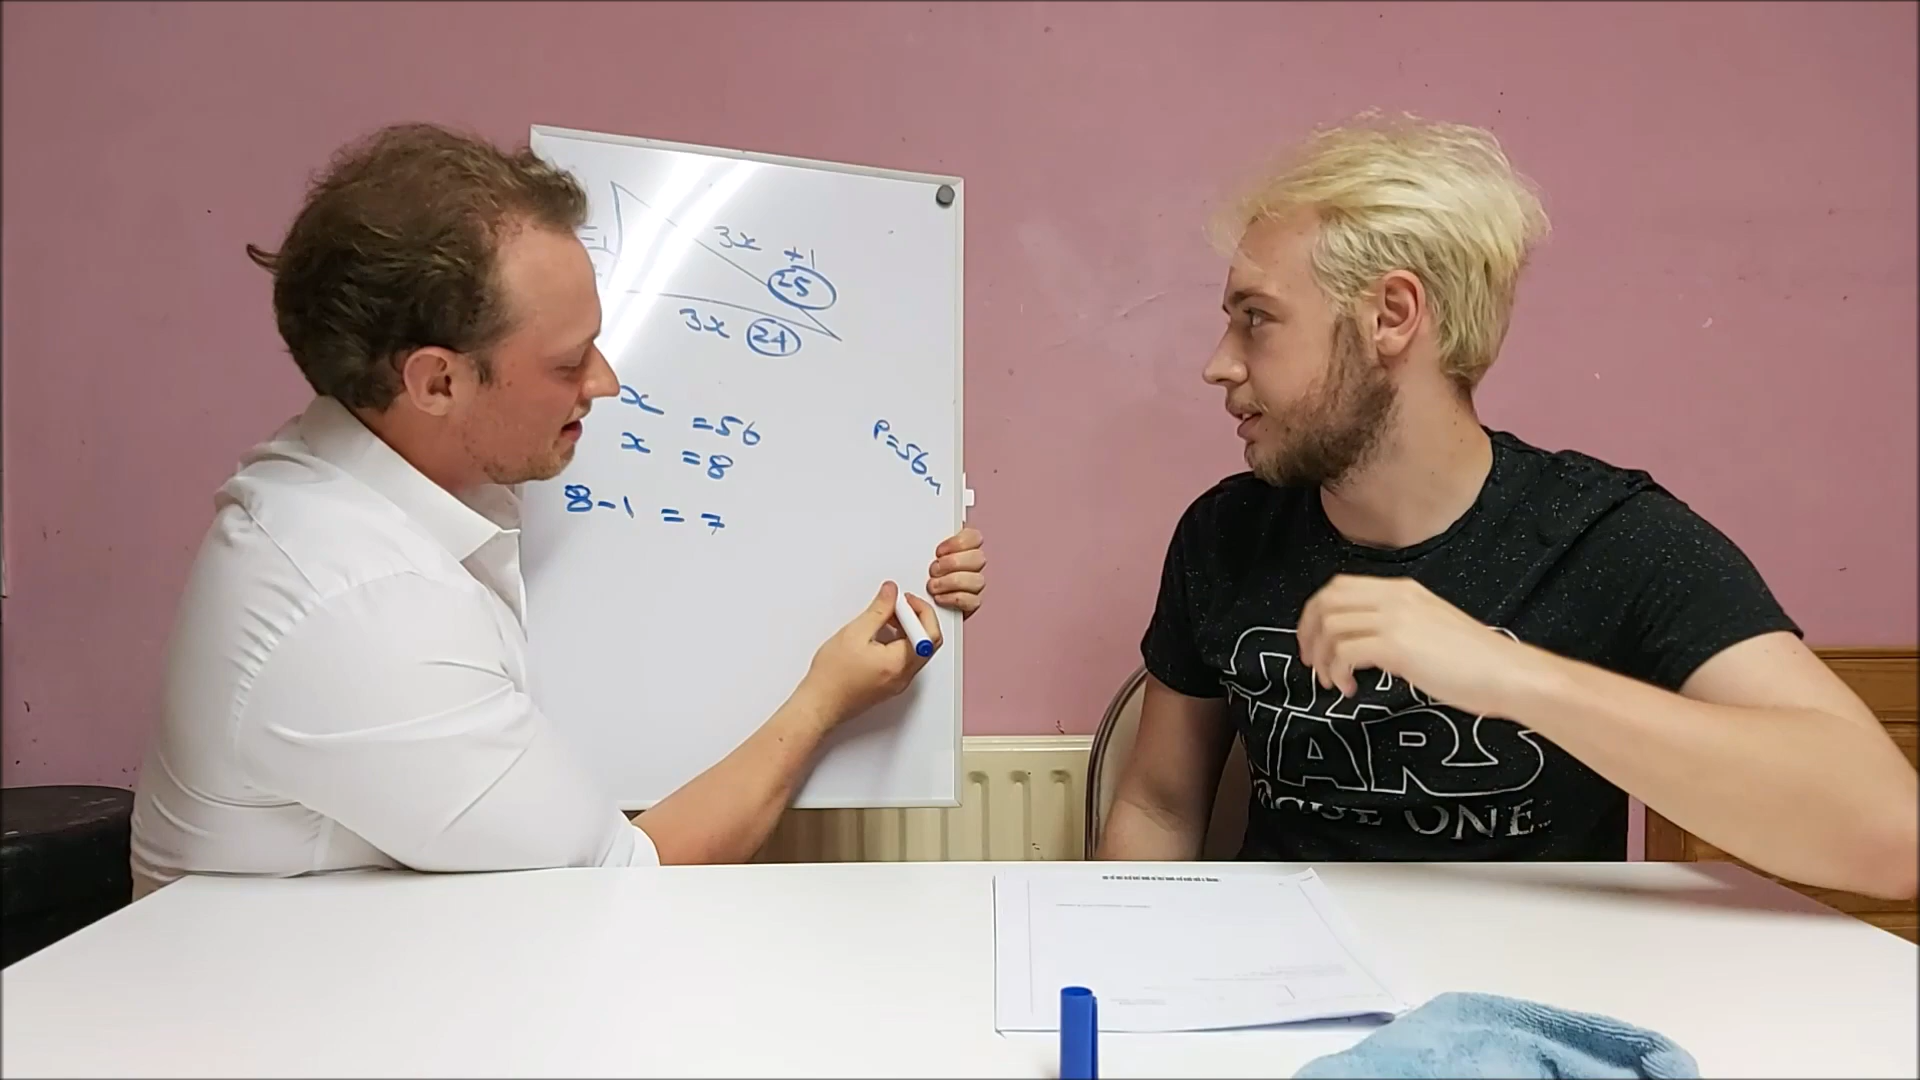 3x +1
25
3x 24
x = 56
x = 8
8 - 1 = 7
P = 56m
STAR
WARS
ROGUE ONE